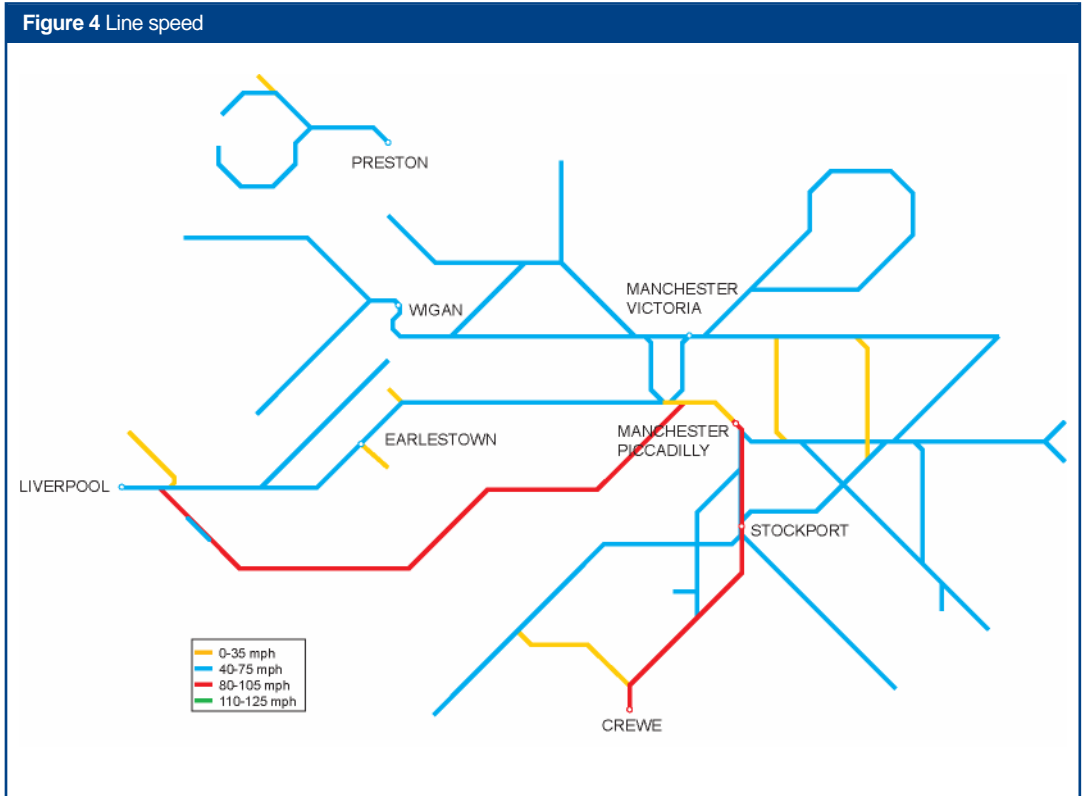 Figure 4 Line speed
PRESTON
WIGAN
MANCHESTER
VICTORIA
EARLESTOWN
MANCHESTER
PICCADILLY
LIVERPOOL
STOCKPORT
0-35 mph
40-75 mph
80-105 mph
110-125 mph
CREWE